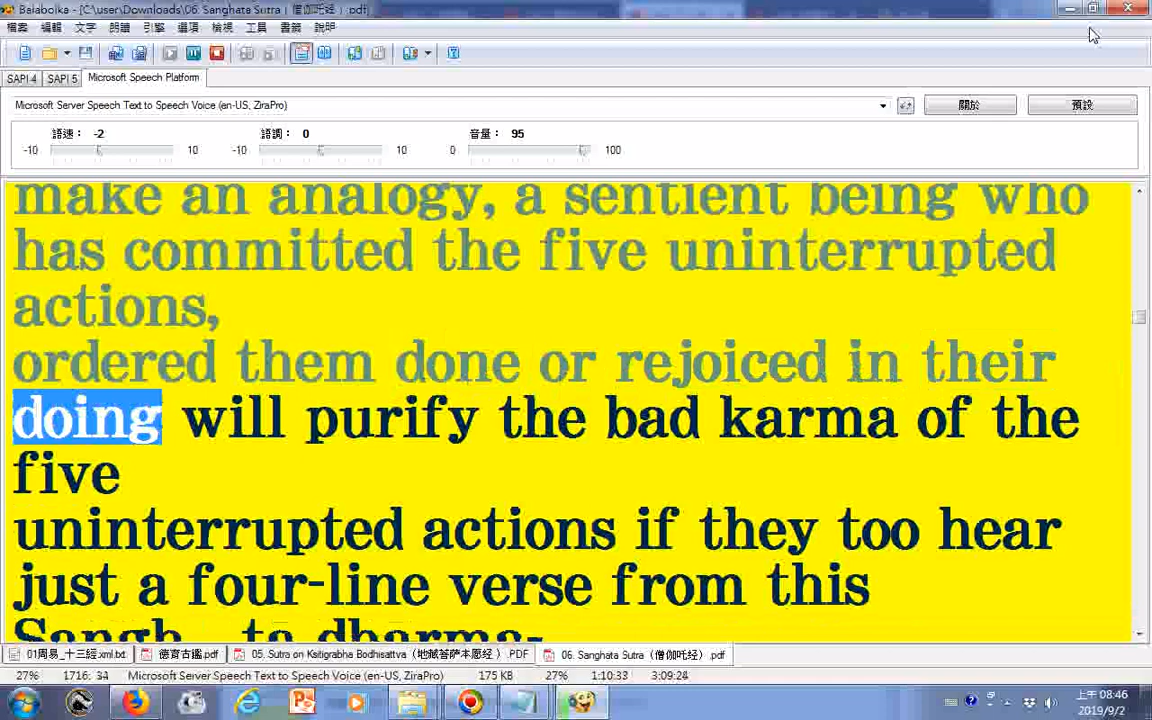 Balabolka - [C:\user\Downloads\06. Sanghata Sutra (僧伽吒经).pdf]
檔案 編輯 文字 朗讀 引擎 選項 檢視 工具 書籤 說明
SAPI 4 SAPI 5 Microsoft Speech Platform
Microsoft Server Speech Text to Speech Voice (en-US, ZiraPro)
關於
預設
語速： -2 語調： 0 音量： 95
-10 10 -10 10 0 100
make an analogy, a sentient being who
has committed the five uninterrupted
actions,
ordered them done or rejoiced in their
doing will purify the bad karma of the
five
uninterrupted actions if they too hear
just a four-line verse from this
01周易_十三經.xml.txt 德育古鑑.pdf 05. Sutra on Ksitigrabha Bodhisattva（地藏菩萨本愿经）.PDF 06. Sanghata Sutra（僧伽吒经）.pdf
27% 1716, 34 Microsoft Server Speech Text to Speech Voice (en-US, ZiraPro) 175 KB 27% 1:10:33 3:09:24
上午 08:46
2019/9/2